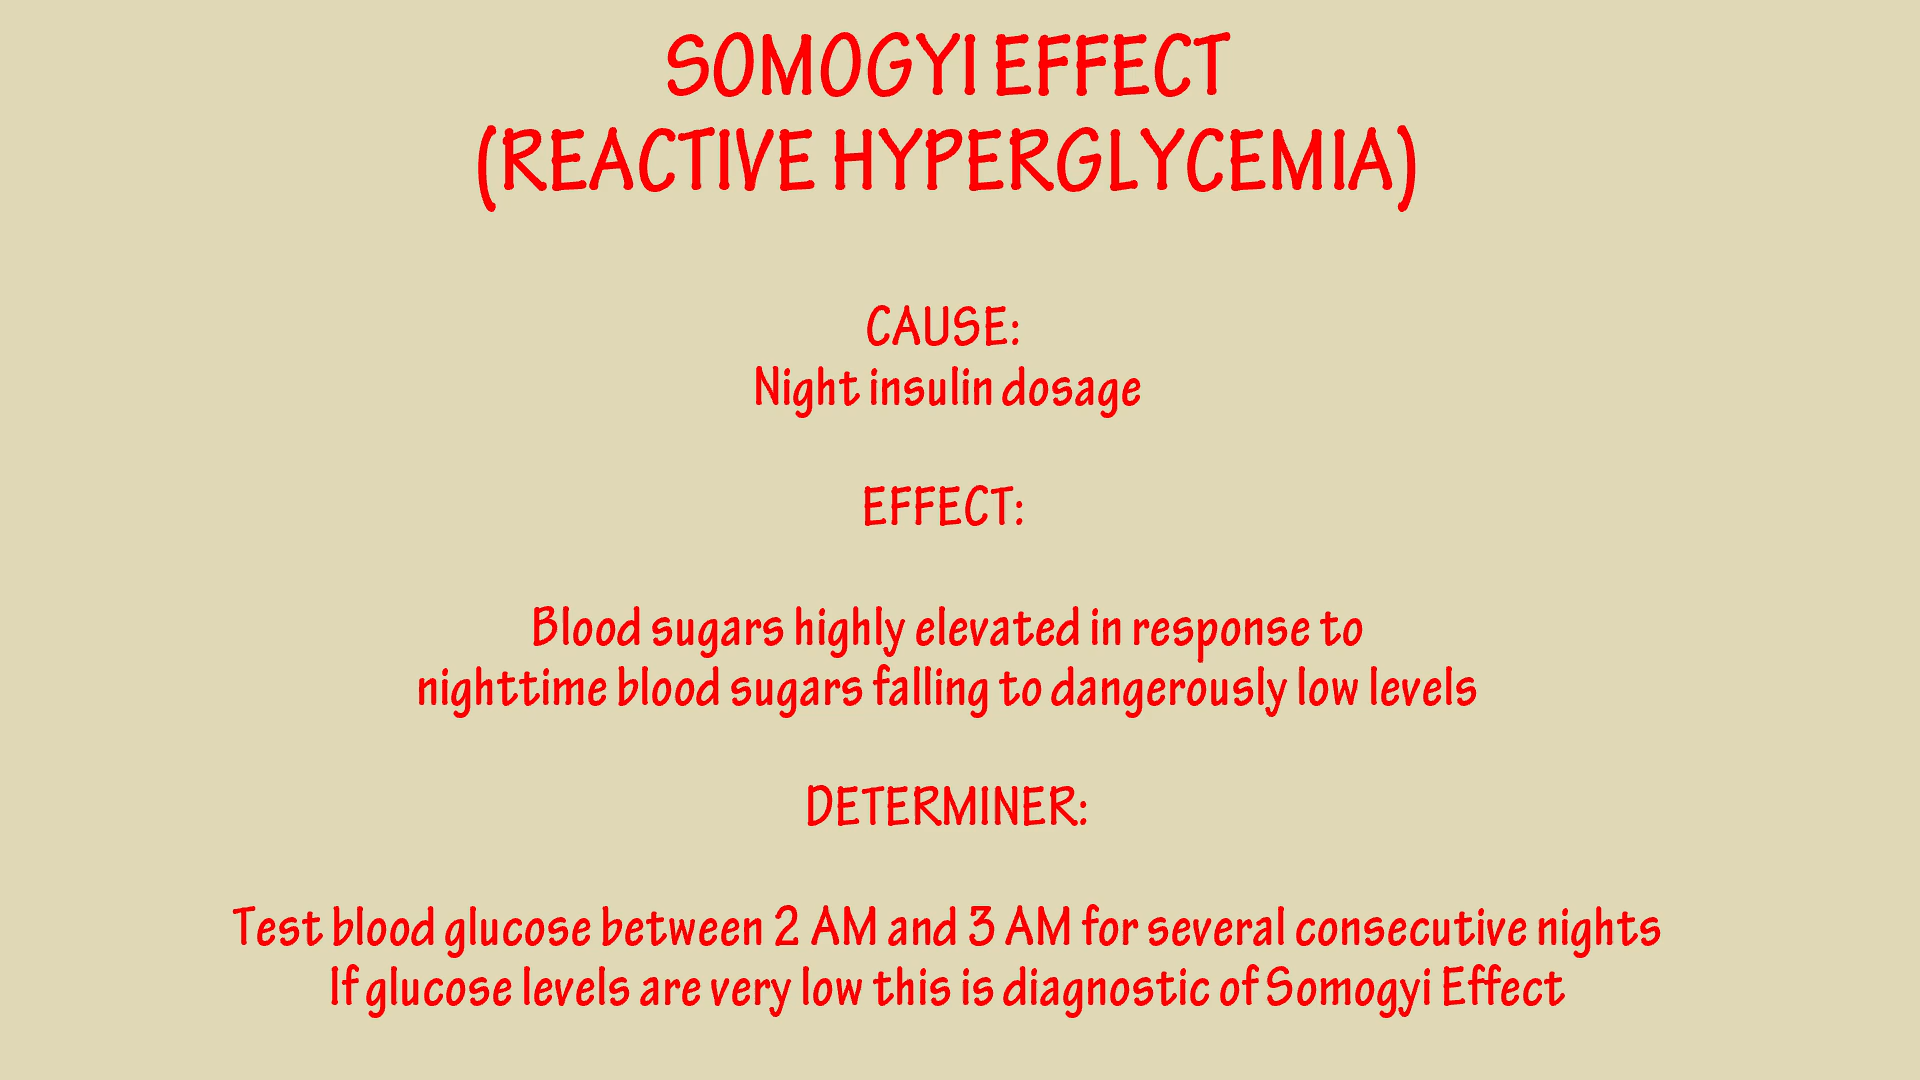 SOMOGYI EFFECT
(REACTIVE HYPERGLYCEMIA)
CAUSE:
Night insulin dosage
EFFECT:
Blood sugars highly elevated in response to
nighttime blood sugars falling to dangerously low levels
DETERMINER:
Test blood glucose between 2 AM and 3 AM for several consecutive nights
If glucose levels are very low this is diagnostic of Somogyi Effect